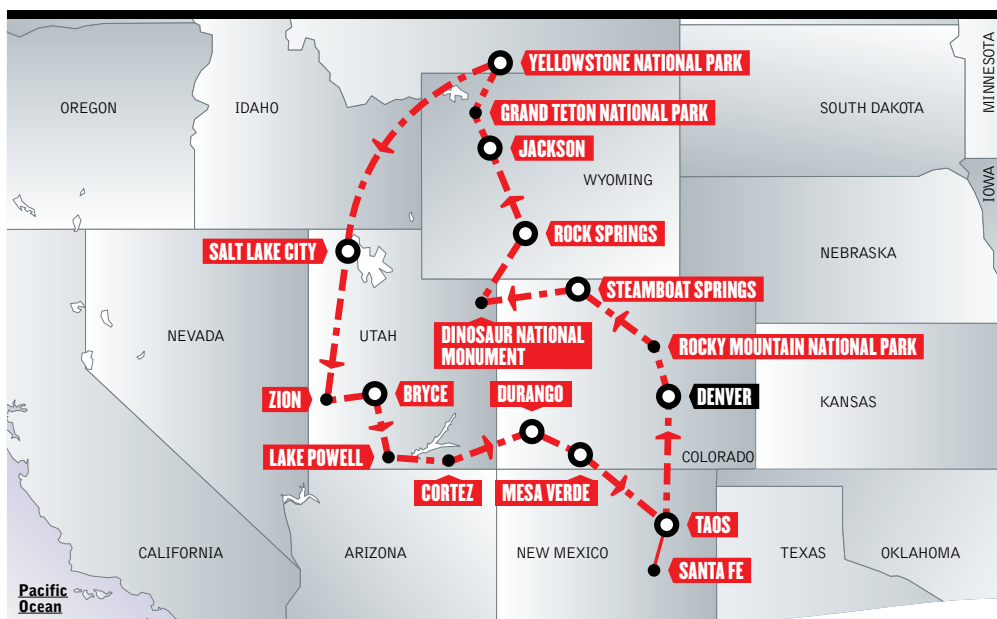 MINNESOTA
YELLOWSTONE NATIONAL PARK
OREGON
IDAHO
GRAND TETON NATIONAL PARK
SOUTH DAKOTA
JACKSON
WYOMING
IOWA
SALT LAKE CITY
ROCK SPRINGS
NEBRASKA
STEAMBOAT SPRINGS
NEVADA
UTAH
DINOSAUR NATIONAL
MONUMENT
ROCKY MOUNTAIN NATIONAL PARK
ZION
BRYCE
DURANGO
DENVER
KANSAS
LAKE POWELL
COLORADO
CORTEZ
MESA VERDE
TAOS
CALIFORNIA
ARIZONA
NEW MEXICO
TEXAS
OKLAHOMA
SANTA FE
Pacific
Ocean